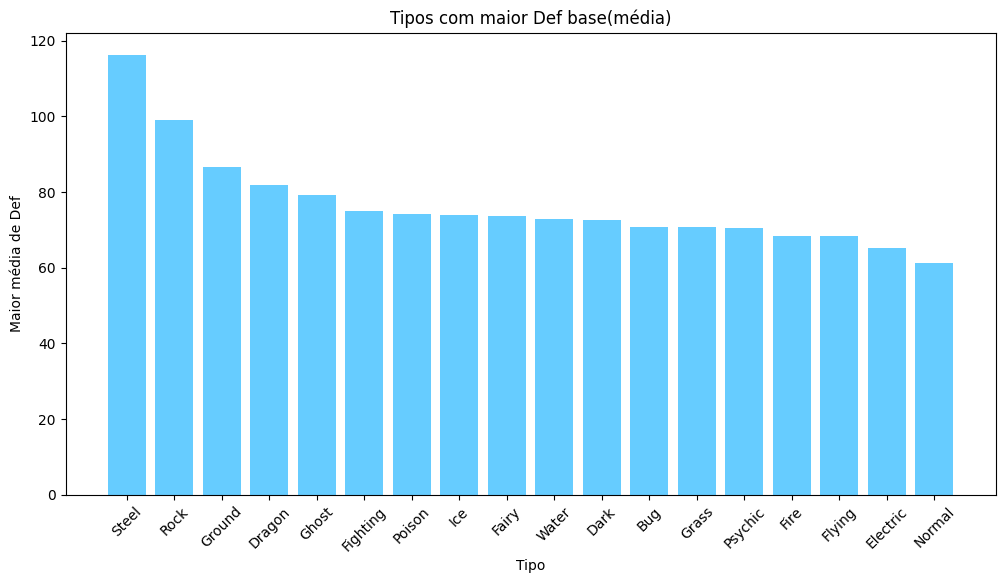 Tipos com maior Def base(média)
Maior média de Def
120
100
80
60
40
20
0
Steel
Rock
Ground
Dragon
Ghost
Fighting
Poison
Ice
Fairy
Water
Dark
Bug
Grass
Psychic
Fire
Flying
Electric
Normal
Tipo